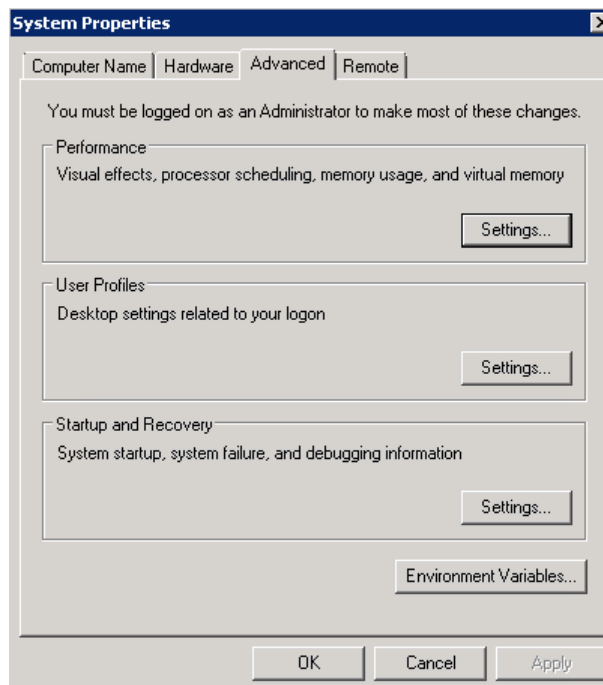 System Properties
Computer Name Hardware Advanced Remote
You must be logged on as an Administrator to make most of these changes.
Performance
Visual effects, processor scheduling, memory usage, and virtual memory
Settings...
User Profiles
Desktop settings related to your logon
Settings...
Startup and Recovery
System startup, system failure, and debugging information
Settings...
Environment Variables...
OK Cancel Apply